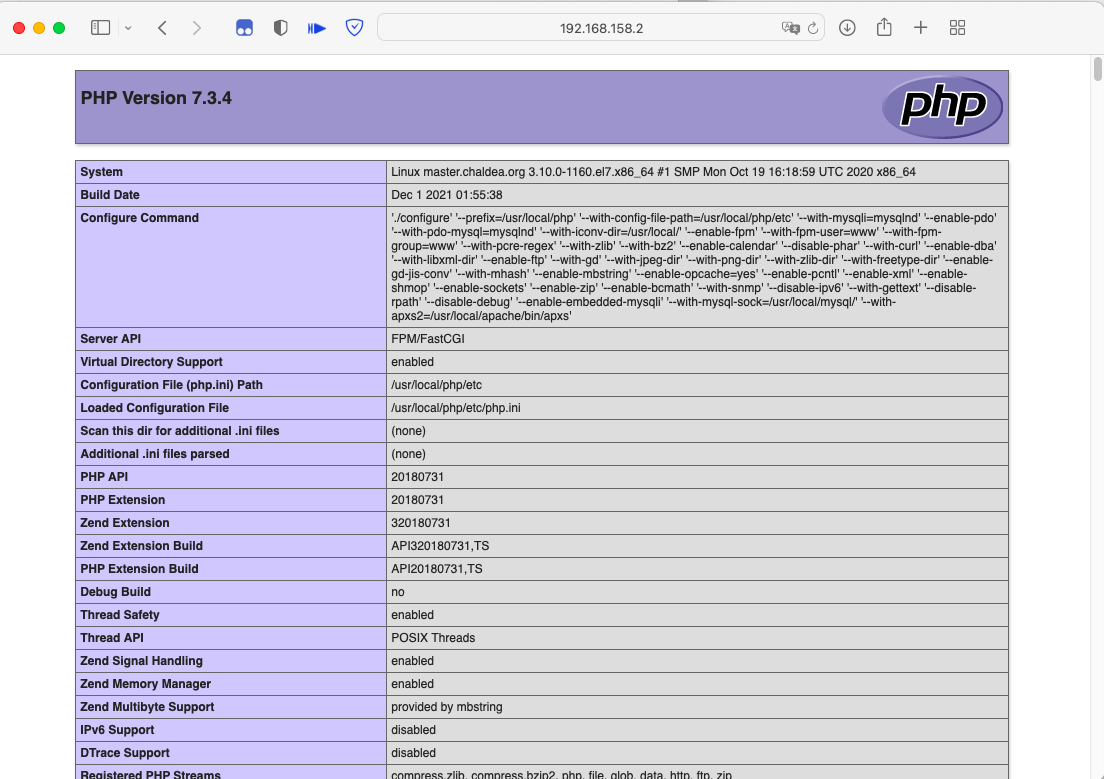 192.168.158.2
PHP Version 7.3.4
php
System Linux master.chaldea.org 3.10.0-1160.el7.x86_64 #1 SMP Mon Oct 19 16:18:59 UTC 2020 x86_64
Build Date Dec 1 2021 01:55:38
Configure Command './configure' '--prefix=/usr/local/php' '--with-config-file-path=/usr/local/php/etc' '--with-mysqli=mysqlnd' '--enable-pdo'
'--with-pdo-mysql=mysqlnd' '--with-iconv-dir=/usr/local/' '--enable-fpm' '--with-fpm-user=www' '--with-fpm-
group=www' '--with-pcre-regex' '--with-zlib' '--with-bz2' '--enable-calendar' '--disable-phar' '--with-curl' '--enable-dba'
'--with-libxml-dir' '--enable-ftp' '--with-gd' '--with-jpeg-dir' '--with-png-dir' '--with-zlib-dir' '--with-freetype-dir' '--enable-
gd-jis-conv' '--with-mhash' '--enable-mbstring' '--enable-opcache=yes' '--enable-pcntl' '--enable-xml' '--enable-
shmop' '--enable-sockets' '--enable-zip' '--enable-bcmath' '--with-snmp' '--disable-ipv6' '--with-gettext' '--disable-
rpath' '--disable-debug' '--enable-embedded-mysqli' '--with-mysql-sock=/usr/local/mysql/' '--with-
apxs2=/usr/local/apache/bin/apxs'
Server API FPM/FastCGI
Virtual Directory Support enabled
Configuration File (php.ini) Path /usr/local/php/etc
Loaded Configuration File /usr/local/php/etc/php.ini
Scan this dir for additional .ini files (none)
Additional .ini files parsed (none)
PHP API 20180731
PHP Extension 20180731
Zend Extension 320180731
Zend Extension Build API320180731,TS
PHP Extension Build API20180731,TS
Debug Build no
Thread Safety enabled
Thread API POSIX Threads
Zend Signal Handling enabled
Zend Memory Manager enabled
Zend Multibyte Support provided by mbstring
IPv6 Support disabled
DTrace Support disabled
Registered PHP Streams compress.zlib, compress.bzip2, php, file, glob, data, http, ftp, zip